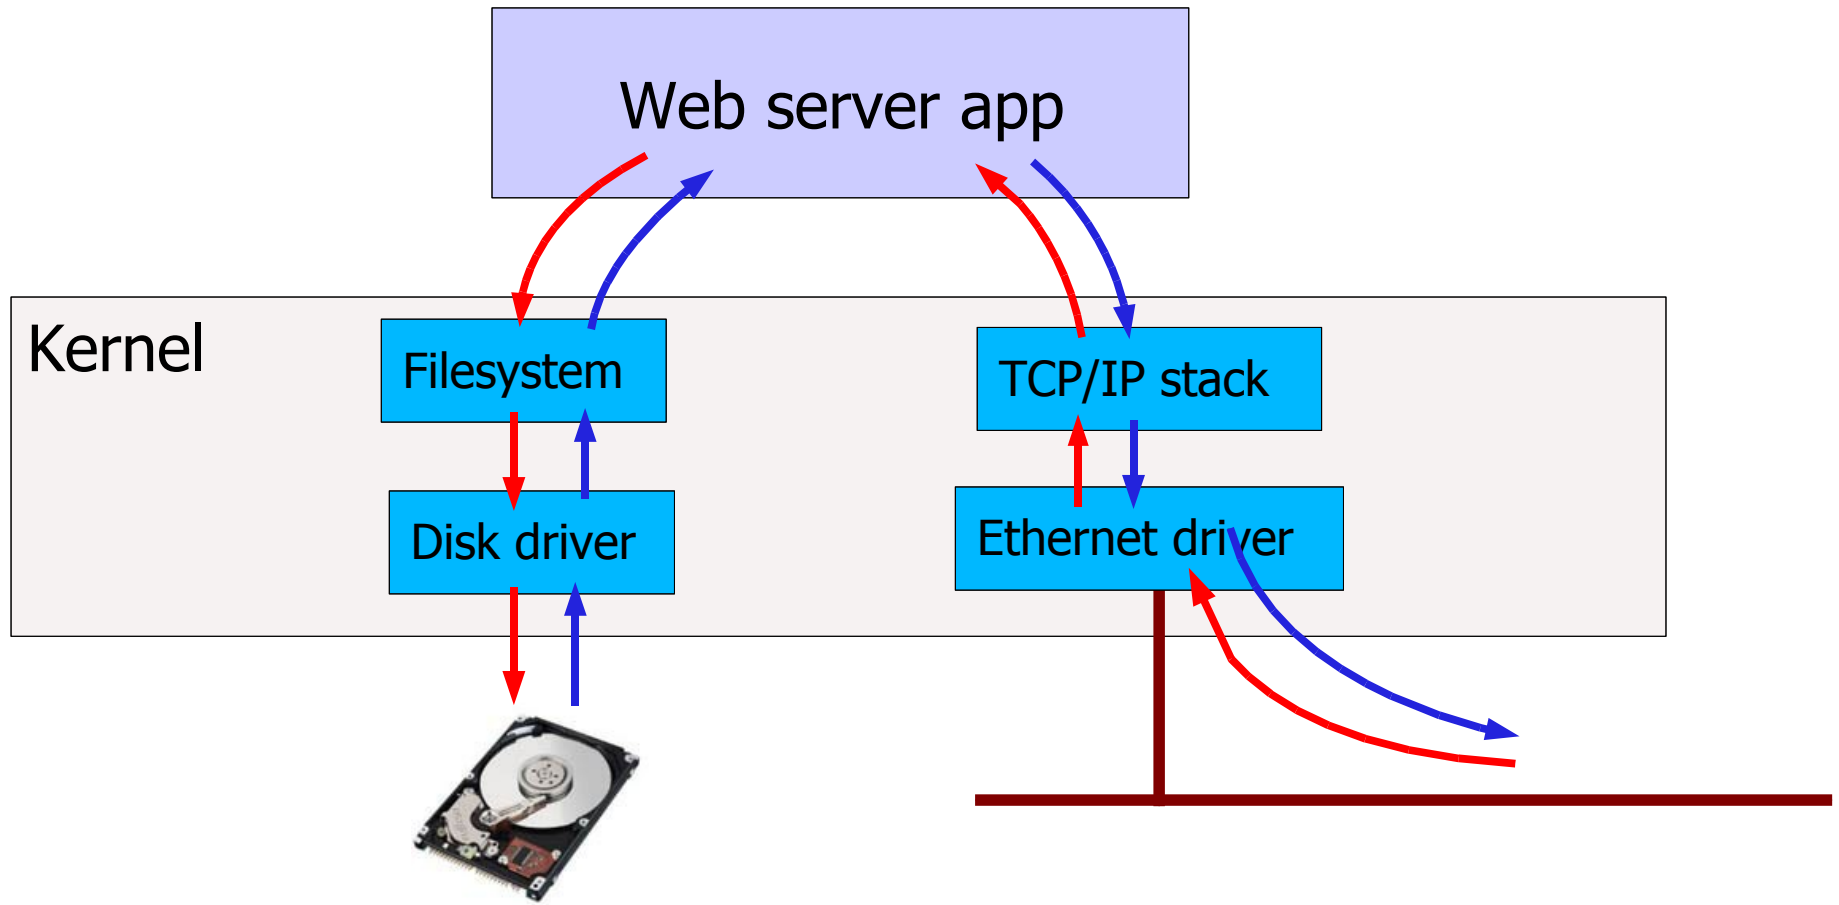 Web server app
Kernel
Filesystem
TCP/IP stack
Disk driver
Ethernet driver